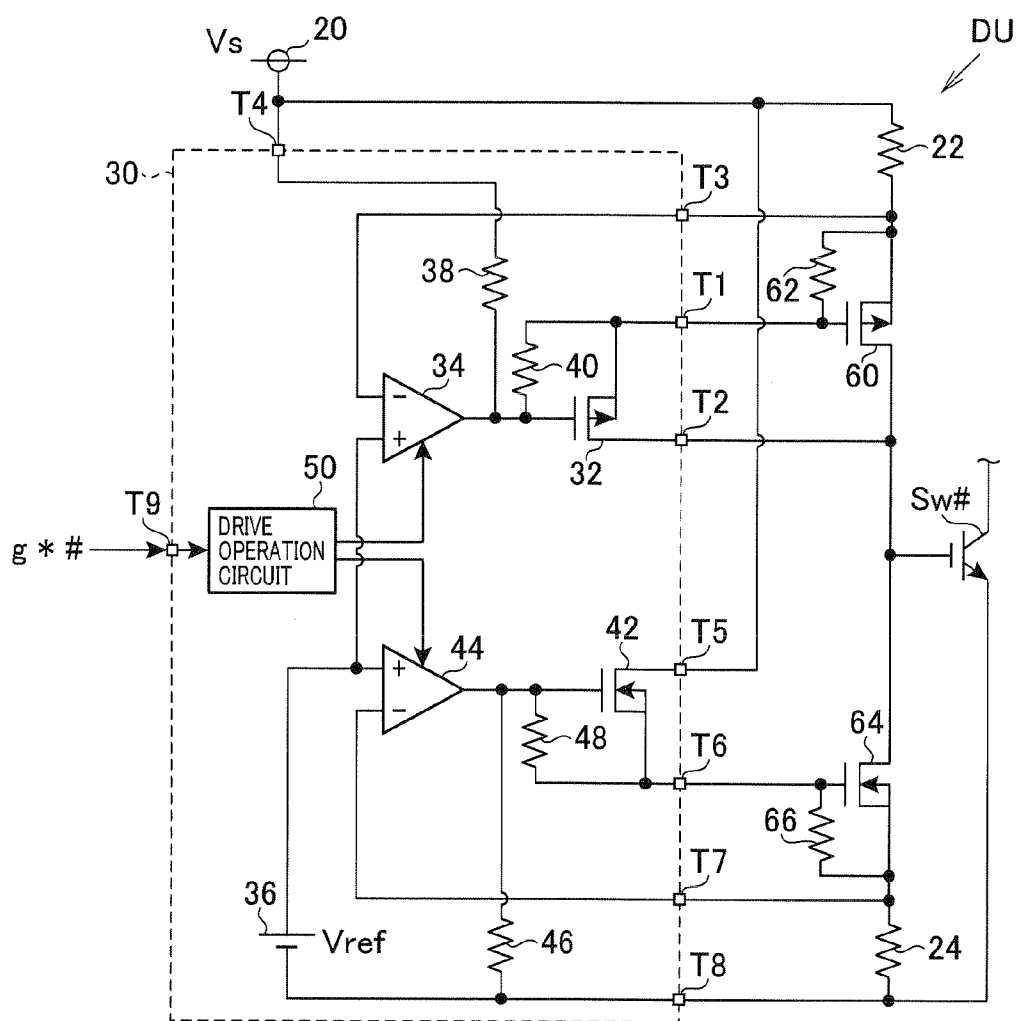 Vs
20
DU
T4
22
30
T3
38
62
T1
60
40
34
T2
32
50
T9
g * #
DRIVE
OPERATION
CIRCUIT
Sw#
−
+
42
T5
44
+
−
48
T6
64
66
T7
36
Vref
46
T8
24